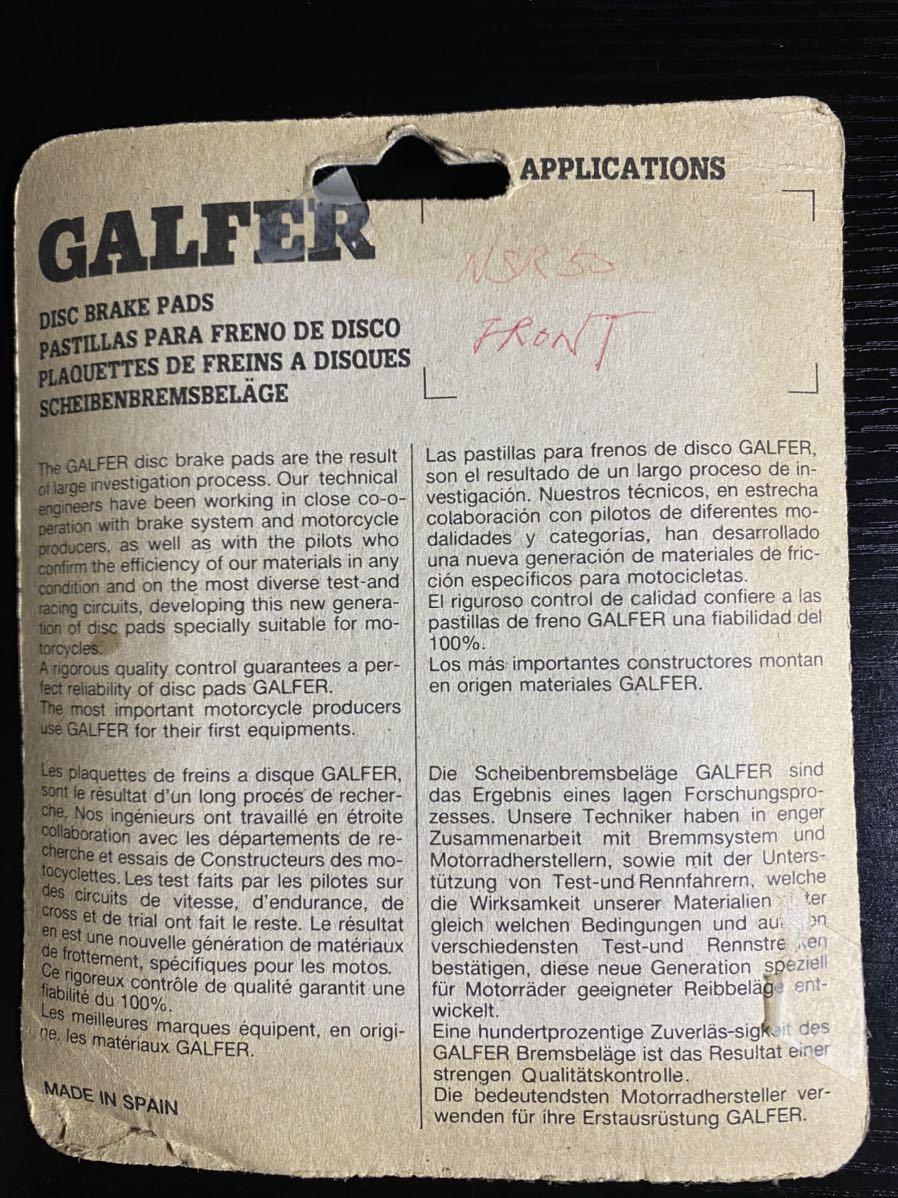 APPLICATIONS
GALFER
NSR50
FRONT
DISC BRAKE PADS
PASTILLAS PARA FRENO DE DISCO
PLAQUETTES DE FREINS A DISQUES
SCHEIBENBREMSBELÄGE
The GALFER disc brake pads are the result
of large investigation process. Our technical
engineers have been working in close co-o-
peration with brake system and motorcycle
producers, as well as with the pilots who
confirm the efficiency of our materials in any
condition and on the most diverse test-and
racing circuits, developing this new genera-
tion of disc pads specially suitable for mo-
torcycles.
A rigorous quality control guarantees a per-
fect reliability of disc pads GALFER.
The most important motorcycle producers
use GALFER for their first equipments.
Las pastillas para frenos de disco GALFER,
son el resultado de un largo proceso de in-
vestigación. Nuestros técnicos, en estrecha
colaboración con pilotos de diferentes mo-
dalidades y categorías, han desarrollado
una nueva generación de materiales de fric-
ción específicos para motocicletas.
El riguroso control de calidad confiere a las
pastillas de freno GALFER una fiabilidad del
100%.
Los más importantes constructores montan
en origen materiales GALFER.
Les plaquettes de freins a disque GALFER,
sont le résultat d'un long procés de recher-
che. Nos ingénieurs ont travaillé en étroite
collaboration avec les départements de re-
cherche et essais de Constructeurs des mo-
tocyclettes. Les test faits par les pilotes sur
des circuits de vitesse, d'endurance, de
cross et de trial ont fait le reste. Le résultat
en est une nouvelle génération de matériaux
de frottement, spécifiques pour les motos.
Ce rigoreux contrôle de qualité garantit une
fiabilité du 100%.
Les meilleures marques équipent, en origi-
ne, les matériaux GALFER.
Die Scheibenbremsbeläge GALFER sind
das Ergebnis eines lagen Forschungspro-
zesses. Unsere Techniker haben in enger
Zusammenarbeit mit Bremmsystem und
Motorradherstellern, sowie mit der Unters-
tützung von Test-und Rennfahrern, welche
die Wirksamkeit unserer Materialien
gleich welchen Bedingungen und
verschiedensten Test-und
bestätigen, diese neue Generation speziell
für Motorräder geeigneter Reibbeläge ent-
wickelt.
Eine hundertprozentige Zuverläs-sigkeit des
GALFER Bremsbeläge ist das Resultat einer
strengen Qualitätskontrolle.
Die bedeutendsten Motorradhersteller ver-
wenden für ihre Erstausrüstung GALFER.
MADE IN SPAIN